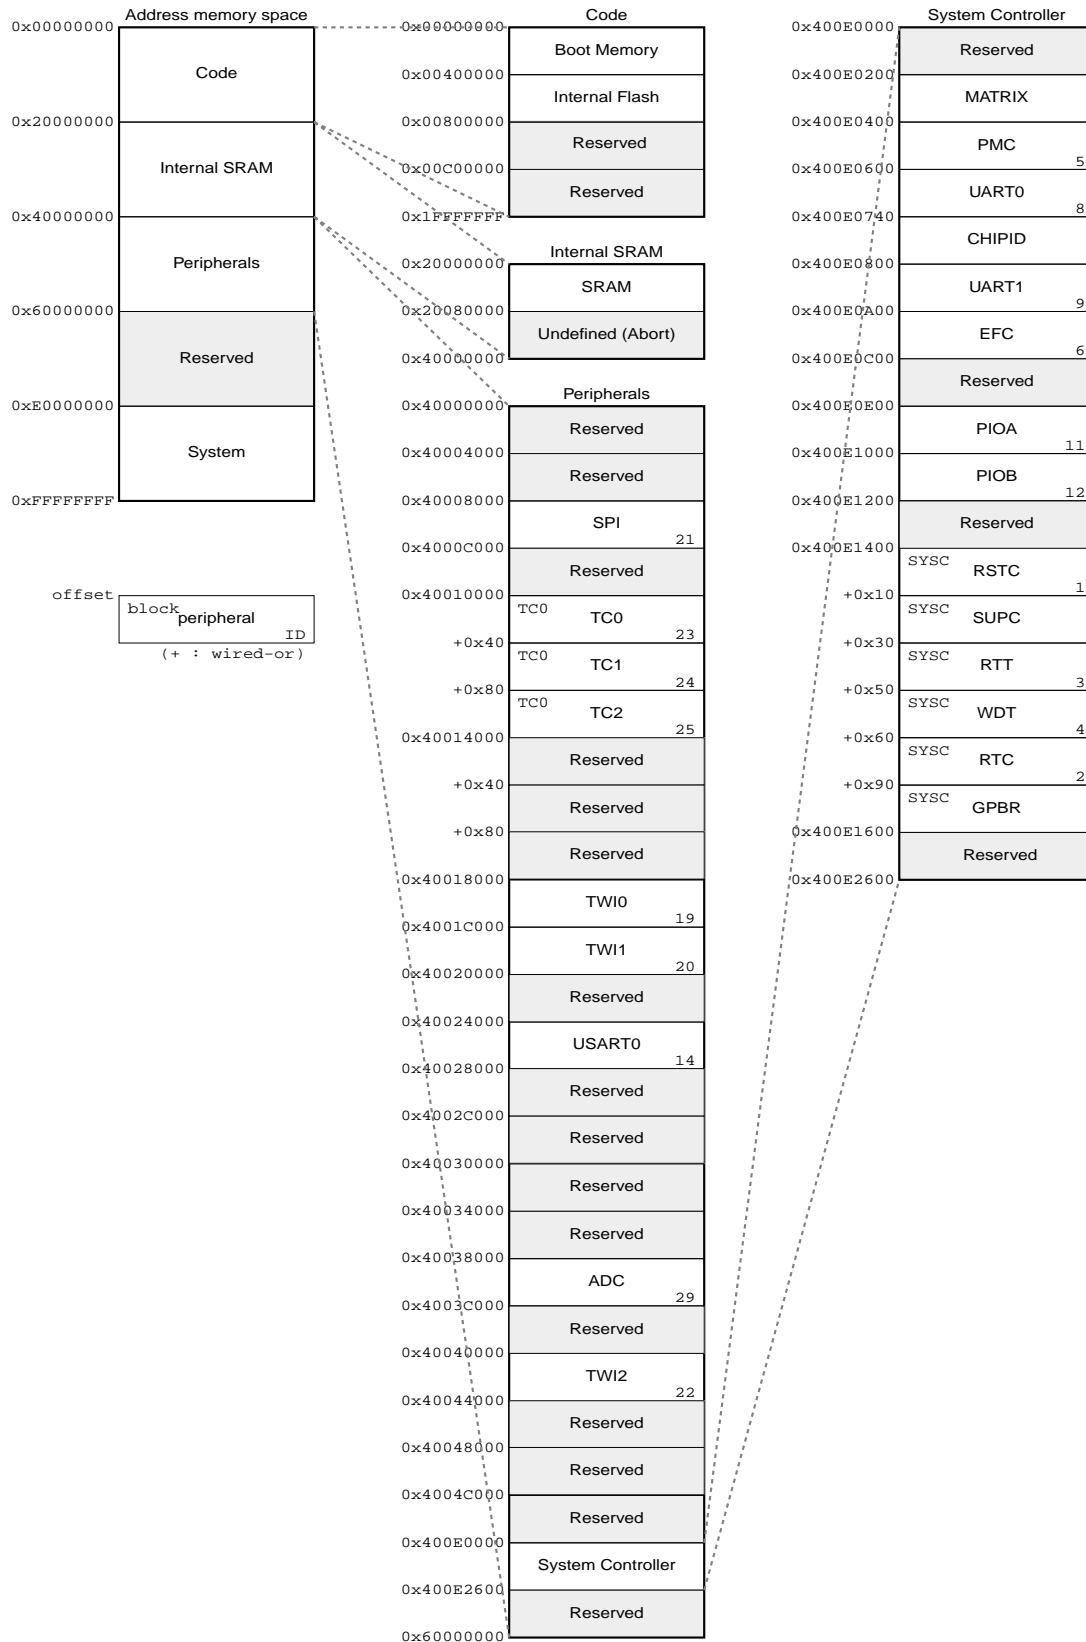 Address memory space
0x00000000
Code
0x20000000
Internal SRAM
0x40000000
Peripherals
0x60000000
Reserved
0xE0000000
System
0xFFFFFFFF
offset
block
peripheral
ID
(+ : wired-or)
Code
0x00000000
Boot Memory
0x00400000
Internal Flash
0x00800000
Reserved
0x00C00000
Reserved
0x1FFFFFFF
Internal SRAM
0x20000000
SRAM
0x20080000
Undefined (Abort)
0x40000000
Peripherals
0x40000000
Reserved
0x40004000
Reserved
0x40008000
SPI
21
0x4000C000
Reserved
0x40010000
TC0
TC0
23
+0x40
TC0
TC1
24
+0x80
TC0
TC2
25
0x40014000
Reserved
+0x40
Reserved
+0x80
Reserved
0x40018000
TWI0
19
0x4001C000
TWI1
20
0x40020000
Reserved
0x40024000
USART0
14
0x40028000
Reserved
0x4002C000
Reserved
0x40030000
Reserved
0x40034000
Reserved
0x40038000
ADC
29
0x4003C000
Reserved
0x40040000
TWI2
22
0x40044000
Reserved
0x40048000
Reserved
0x4004C000
Reserved
0x400E0000
System Controller
0x400E2600
Reserved
0x60000000
System Controller
0x400E0000
Reserved
0x400E0200
MATRIX
0x400E0400
PMC
5
0x400E0600
UART0
8
0x400E0740
CHIPID
0x400E0800
UART1
9
0x400E0A00
EFC
6
0x400E0C00
Reserved
0x400E0E00
PIOA
11
0x400E1000
PIOB
12
0x400E1200
Reserved
0x400E1400
SYSC
RSTC
1
+0x10
SYSC
SUPC
+0x30
SYSC
RTT
3
+0x50
SYSC
WDT
4
+0x60
SYSC
RTC
2
+0x90
SYSC
GPBR
0x400E1600
Reserved
0x400E2600